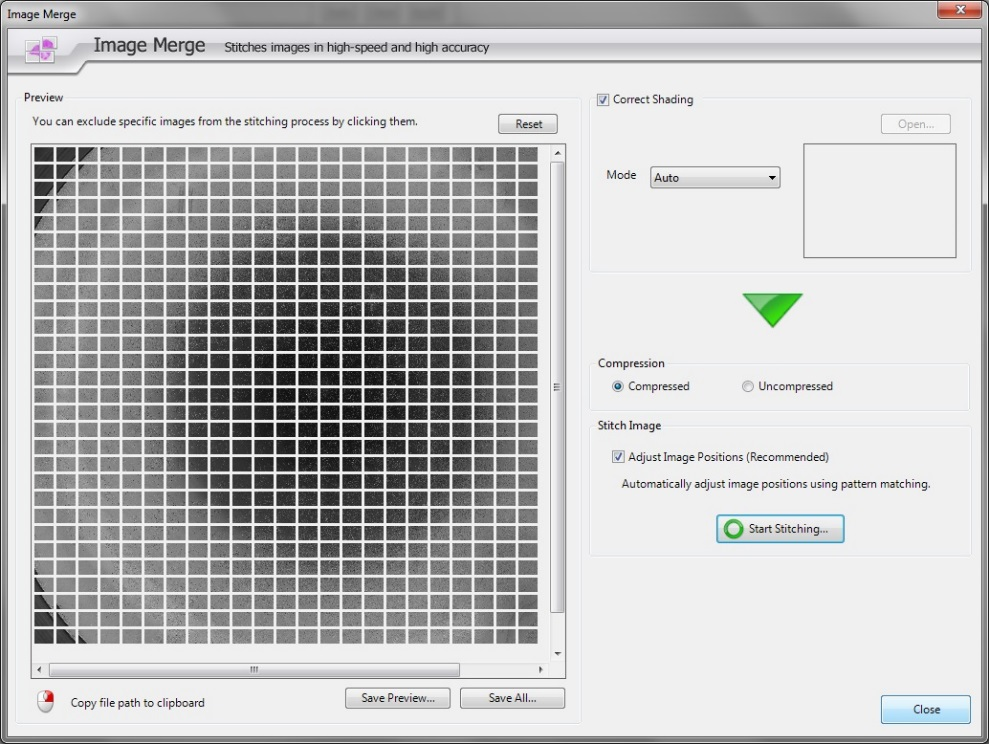 Image Merge
Image Merge Stitches images in high-speed and high accuracy
Preview
You can exclude specific images from the stitching process by clicking them.
Reset
Correct Shading
Open...
Mode Auto
Compression
Compressed Uncompressed
Stitch Image
Adjust Image Positions (Recommended)
Automatically adjust image positions using pattern matching.
Start Stitching...
Copy file path to clipboard
Save Preview... Save All...
Close